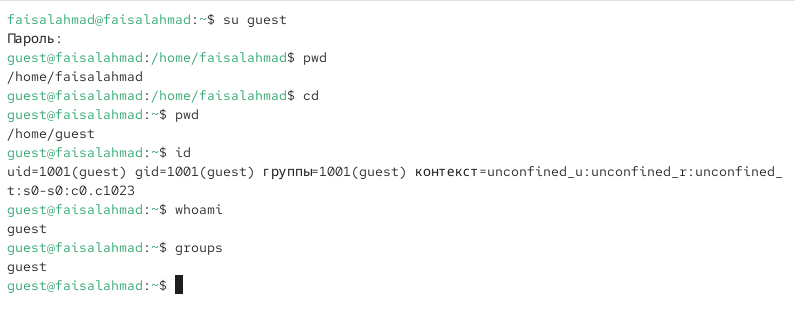 faisalahmad@faisalahmad:~$ su guest
Пароль:
guest@faisalahmad:/home/faisalahmad$ pwd
/home/faisalahmad
guest@faisalahmad:/home/faisalahmad$ cd
guest@faisalahmad:~$ pwd
/home/guest
guest@faisalahmad:~$ id
uid=1001(guest) gid=1001(guest) группы=1001(guest) контекст=unconfined_u:unconfined_r:unconfined_
t:s0-s0:c0.c1023
guest@faisalahmad:~$ whoami
guest
guest@faisalahmad:~$ groups
guest
guest@faisalahmad:~$